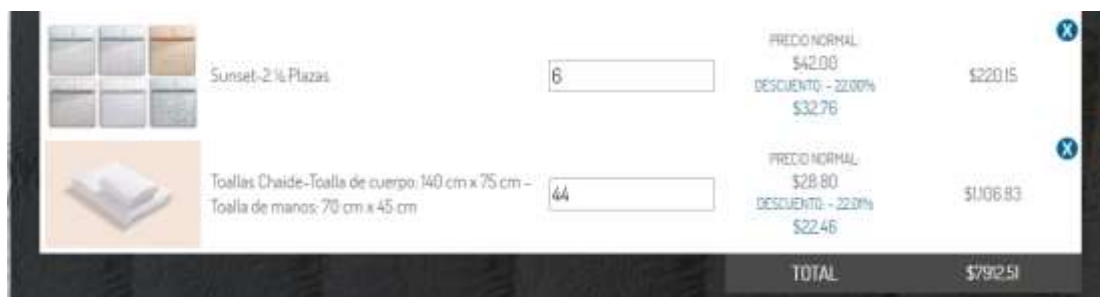 X
PRECIO NORMAL:
$42.00
Sunset-2 ½ Plazas
6
DESCUENTO: - 22.00%
$220.15
$32.76
X
PRECIO NORMAL:
Toallas Chaide-Toalla de cuerpo: 140 cm x 75 cm -
$28.80
44
$1,106.83
Toalla de manos: 70 cm x 45 cm
DESCUENTO: - 22.01%
$22.46
TOTAL
$7912.51